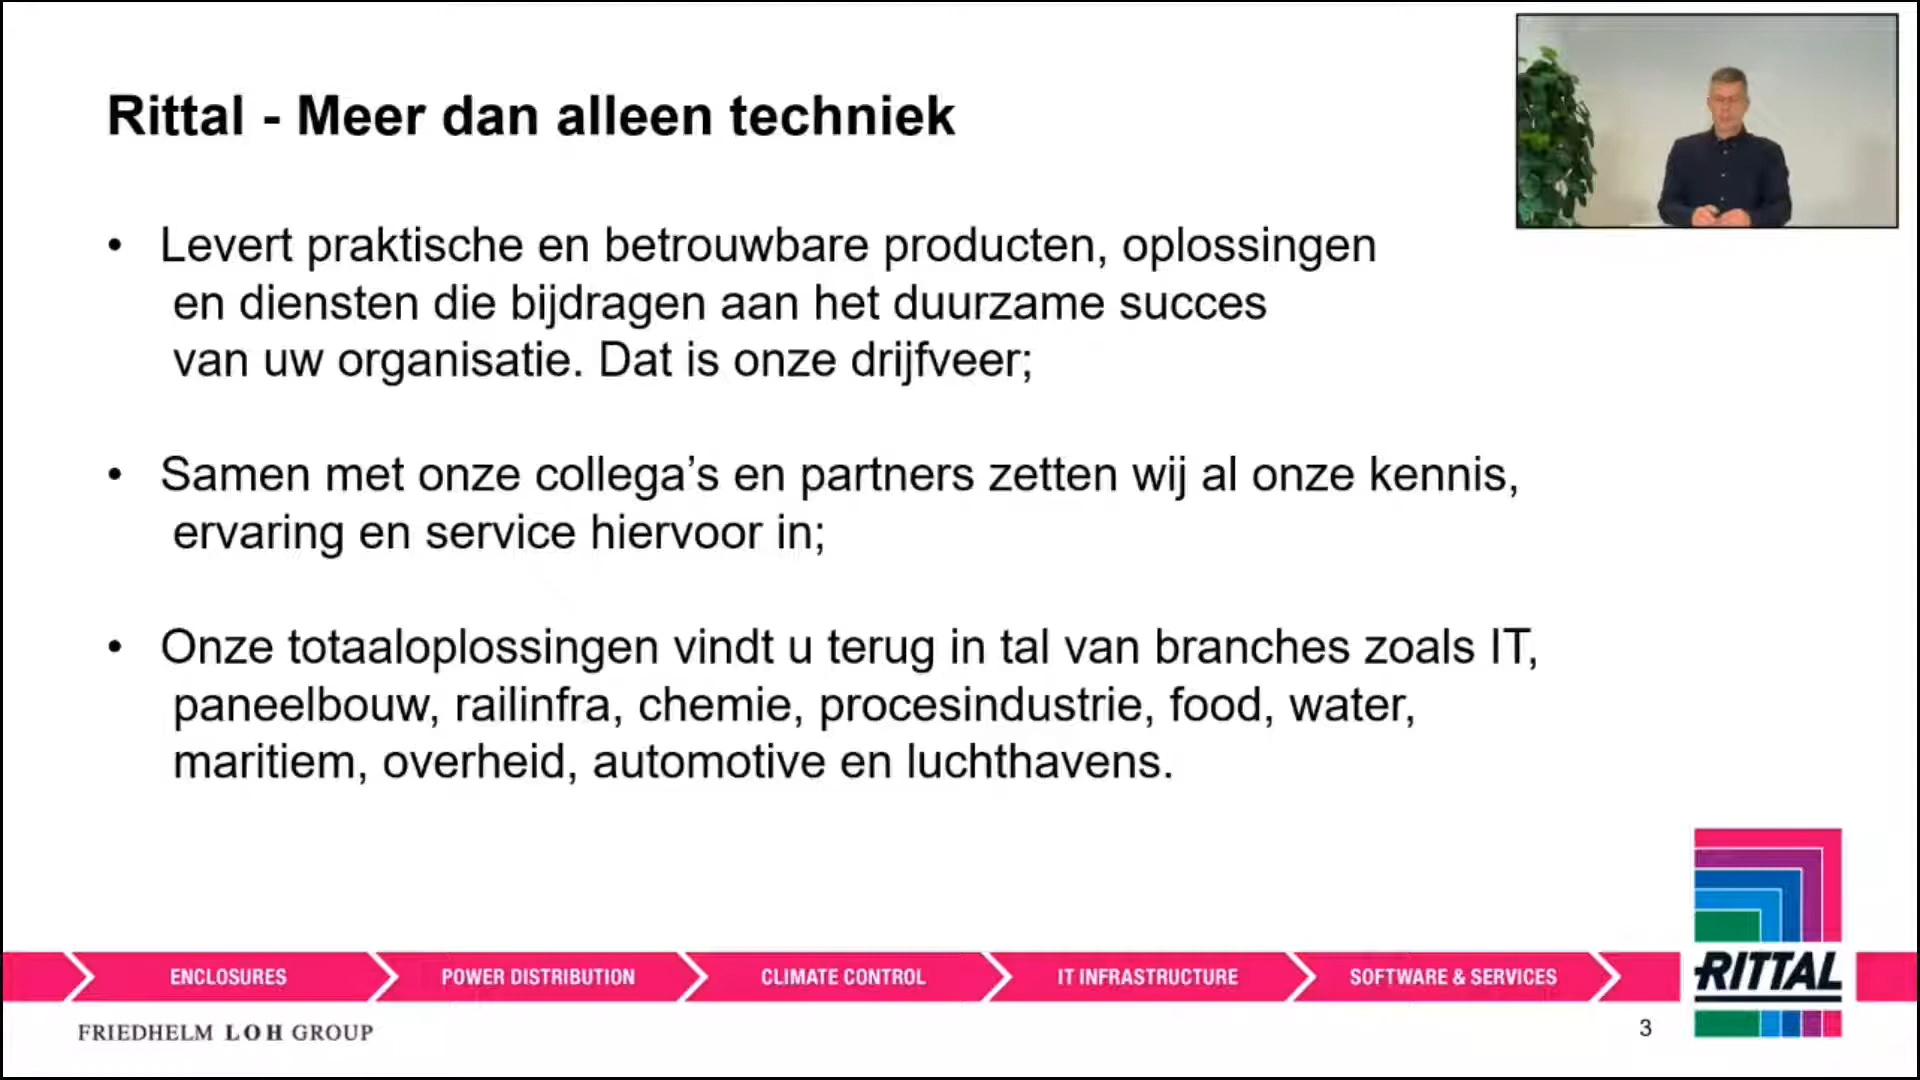 Rittal - Meer dan alleen techniek
• Levert praktische en betrouwbare producten, oplossingen
en diensten die bijdragen aan het duurzame succes
van uw organisatie. Dat is onze drijfveer;
• Samen met onze collega’s en partners zetten wij al onze kennis,
ervaring en service hiervoor in;
• Onze totaaloplossingen vindt u terug in tal van branches zoals IT,
paneelbouw, railinfra, chemie, procesindustrie, food, water,
maritiem, overheid, automotive en luchthavens.
ENCLOSURES POWER DISTRIBUTION CLIMATE CONTROL IT INFRASTRUCTURE SOFTWARE & SERVICES
RITTAL
FRIEDHELM LOH GROUP
3